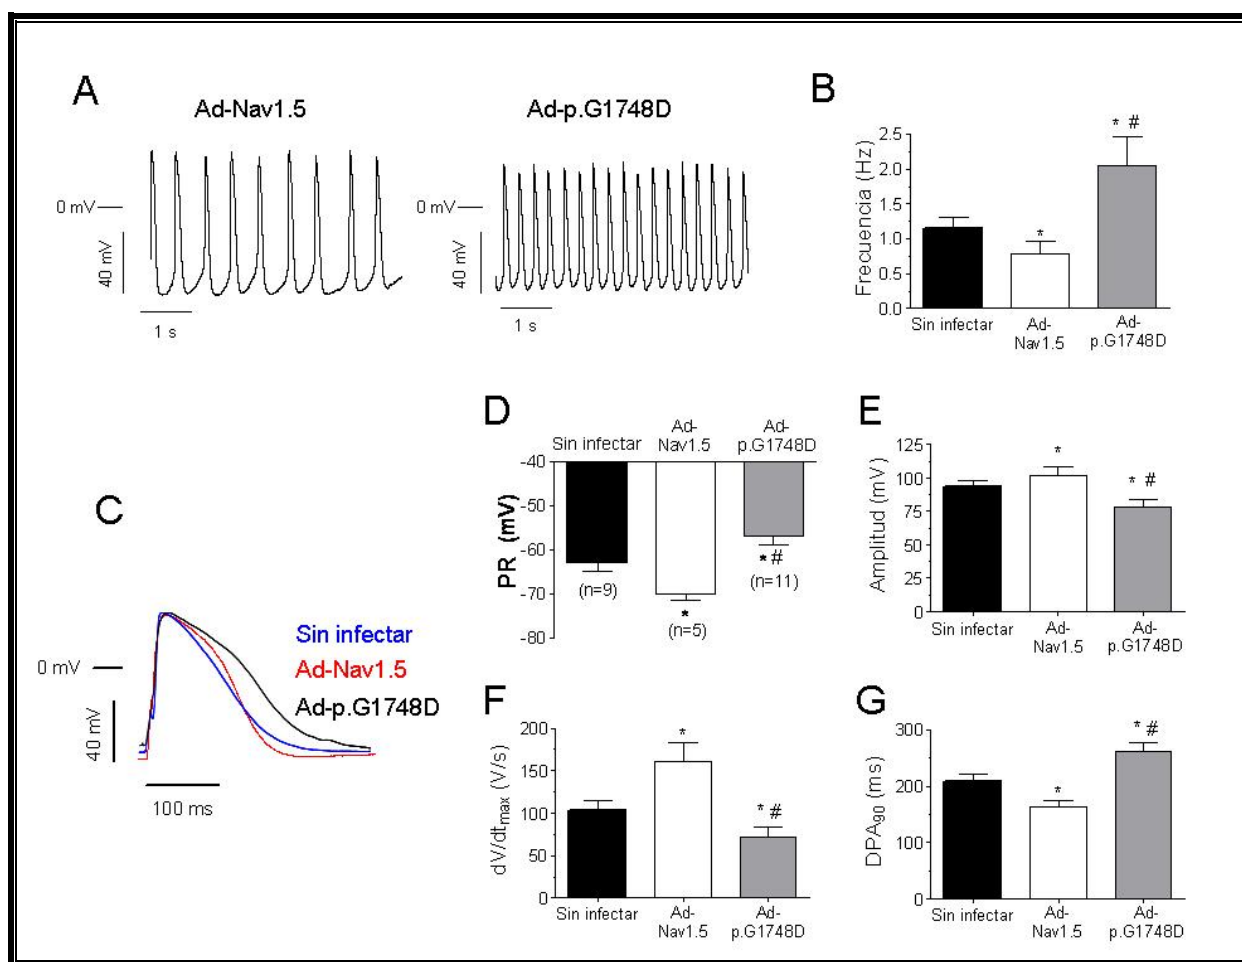 A
Ad-Nav1.5
Ad-p.G1748D
0 mV
40 mV
1 s
0 mV
40 mV
1 s
B
* #
*
Frecuencia (Hz)
2.5
2.0
1.5
1.0
0.5
0.0
Sin infectar
Ad-
Nav1.5
Ad-
p.G1748D
C
0 mV
40 mV
100 ms
Sin infectar
Ad-Nav1.5
Ad-p.G1748D
D
Sin infectar
Ad-
Nav1.5
Ad-
p.G1748D
PR (mV)
-40
-50
-60
-70
-80
(n=9)
*
(n=5)
*#
(n=11)
E
Amplitud (mV)
125
100
75
50
25
0
*
* #
Sin infectar
Ad-
Nav1.5
Ad-
p.G1748D
F
dV/dtmax (V/s)
200
150
100
50
0
*
* #
Sin infectar
Ad-
Nav1.5
Ad-
p.G1748D
G
DPA90 (ms)
300
200
100
0
*
* #
Sin infectar
Ad-
Nav1.5
Ad-
p.G1748D